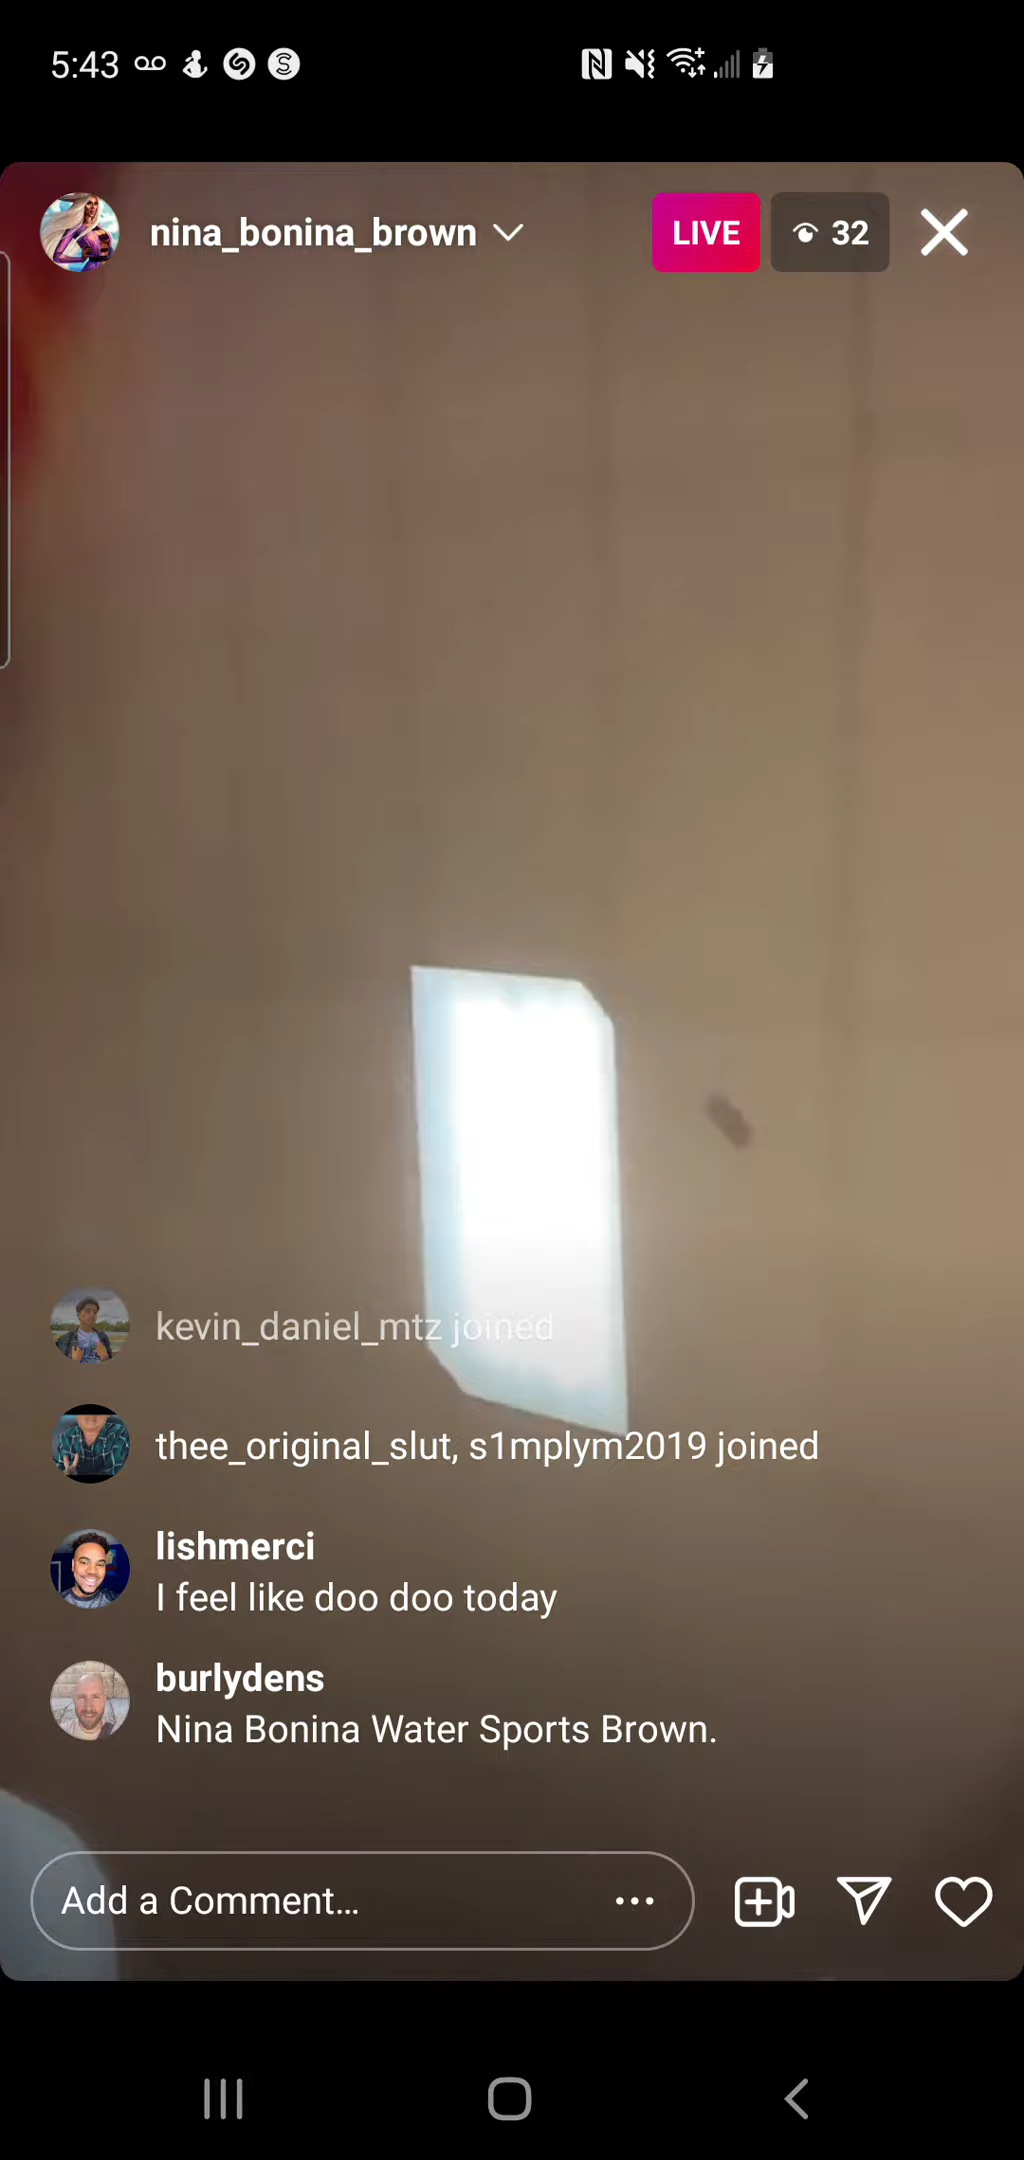 5:43
nina_bonina_brown
LIVE
32
kevin_daniel_mtz joined
thee_original_slut, s1mplym2019 joined
lishmerci
I feel like doo doo today
burlydens
Nina Bonina Water Sports Brown.
Add a Comment...